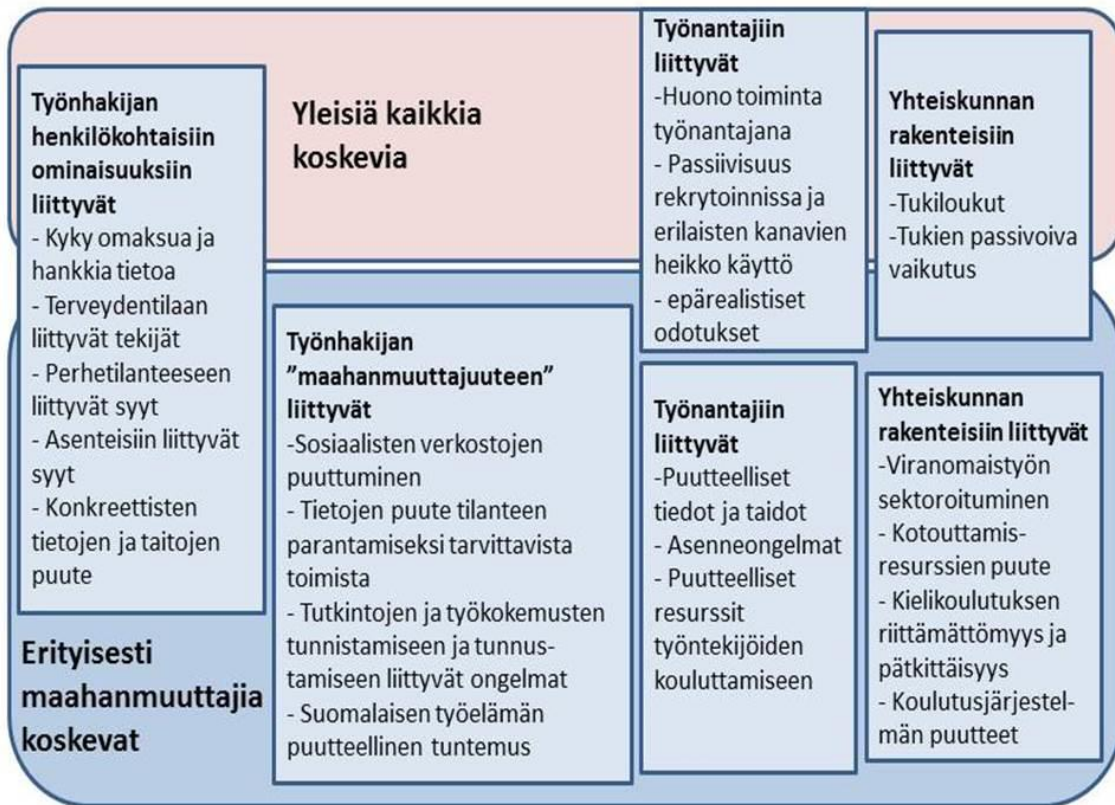 Yleisiä kaikkia
koskevia
Työnhakijan
henkilökohtaisiin
ominaisuuksiin
liittyvät
- Kyky omaksua ja
hankkia tietoa
- Terveydentilaan
liittyvät tekijät
- Perhetilanteeseen
liittyvät syyt
- Asenteisiin liittyvät
syyt
- Konkreettisten
tietojen ja taitojen
puute
Työnantajiin
liittyvät
-Huono toiminta
työnantajana
- Passiivisuus
rekrytoinnissa ja
erilaisten kanavien
heikko käyttö
- epärealistiset
odotukset
Yhteiskunnan
rakenteisiin
liittyvät
-Tukiloukut
-Tukien passivoiva
vaikutus
Erityisesti
maahanmuuttajia
koskevat
Työnhakijan
”maahanmuuttajuuteen”
liittyvät
-Sosiaalisten verkostojen
puuttuminen
- Tietojen puute tilanteen
parantamiseksi tarvittavista
toimista
- Tutkintojen ja työkokemusten
tunnistamiseen ja tunnus-
tamiseen liittyvät ongelmat
- Suomalaisen työelämän
puutteellinen tuntemus
Työnantajiin
liittyvät
-Puutteelliset
tiedot ja taidot
- Asenneongelmat
- Puutteelliset
resurssit
työntekijöiden
kouluttamiseen
Yhteiskunnan
rakenteisiin liittyvät
-Viranomaistyön
sektoroituminen
- Kotouttamis-
resurssien puute
- Kielikoulutuksen
riittämättömyys ja
pätkittäisyys
- Koulutusjärjestel-
män puutteet